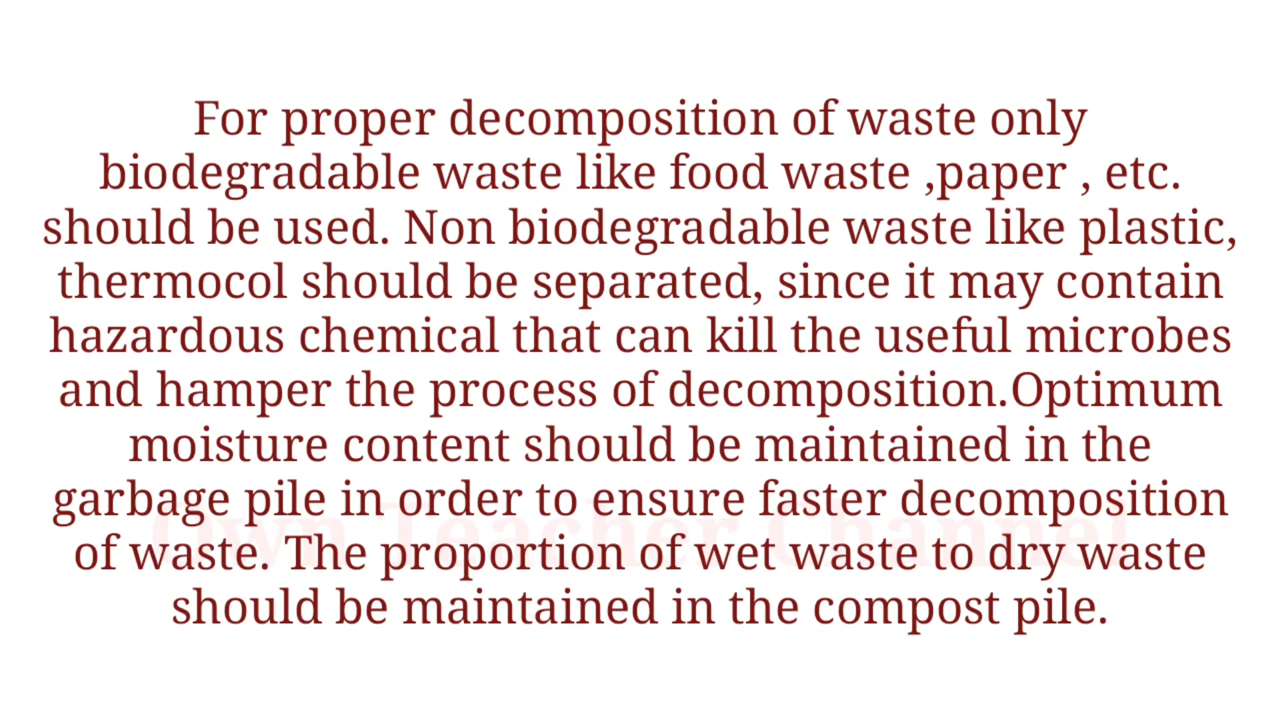 For proper decomposition of waste only
biodegradable waste like food waste ,paper , etc.
should be used. Non biodegradable waste like plastic,
thermocol should be separated, since it may contain
hazardous chemical that can kill the useful microbes
and hamper the process of decomposition.Optimum
moisture content should be maintained in the
garbage pile in order to ensure faster decomposition
Own Teacher Channel
of waste. The proportion of wet waste to dry waste
should be maintained in the compost pile.